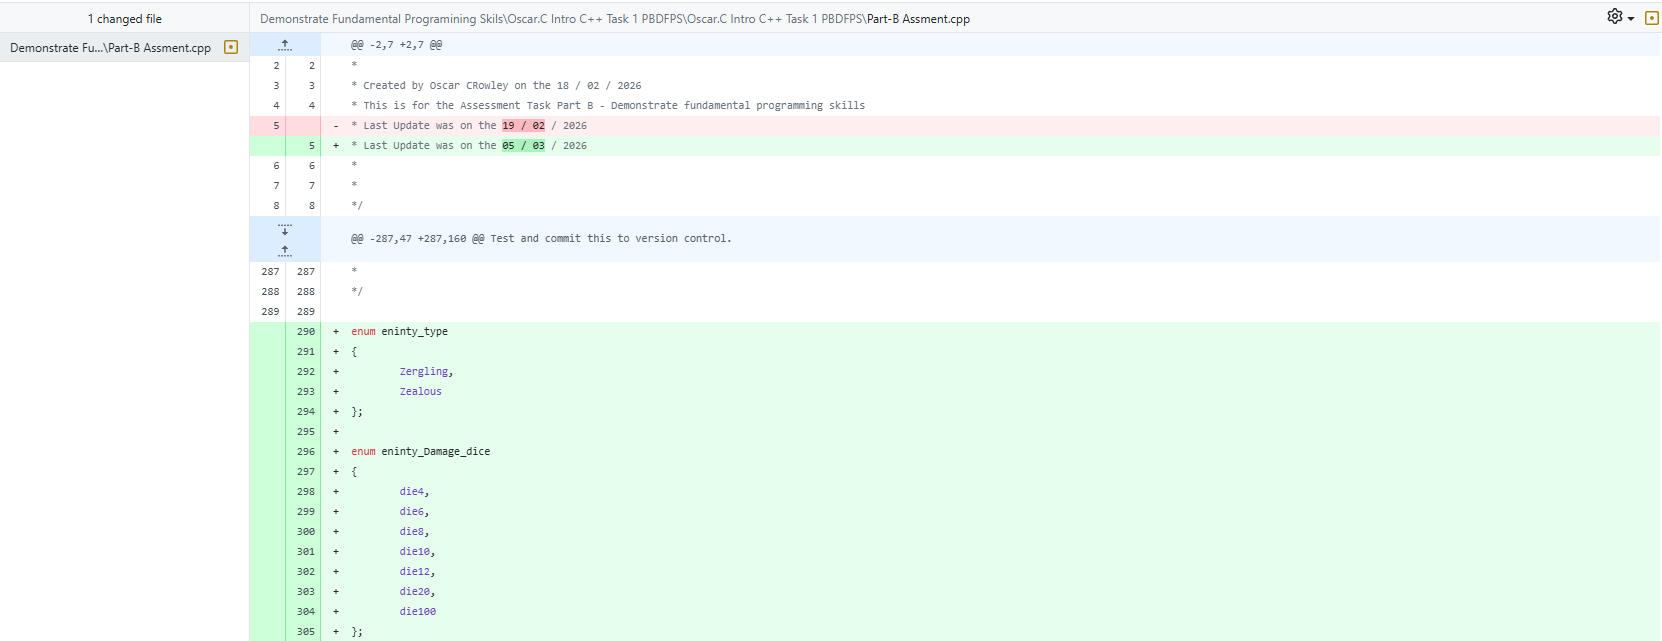 1 changed file
Demonstrate Fundamental Programining Skils\Oscar.C Intro C++ Task 1 PBDFPS\Oscar.C Intro C++ Task 1 PBDFPS\Part-B Assment.cpp
Demonstrate Fu...\Part-B Assment.cpp
@@ -2,7 +2,7 @@
2 2 *
3 3 * Created by Oscar CRowley on the 18 / 02 / 2026
4 4 * This is for the Assessment Task Part B - Demonstrate fundamental programming skills
5 - * Last Update was on the 19 / 02 / 2026
5 + * Last Update was on the 05 / 03 / 2026
6 6 *
7 7 *
8 8 */
@@ -287,47 +287,160 @@ Test and commit this to version control.
287 287 *
288 288 */
289 289
290 + enum eninty_type
291 + {
292 + Zergling,
293 + Zealous
294 + };
295 +
296 + enum eninty_Damage_dice
297 + {
298 + die4,
299 + die6,
300 + die8,
301 + die10,
302 + die12,
303 + die20,
304 + die100
305 + };